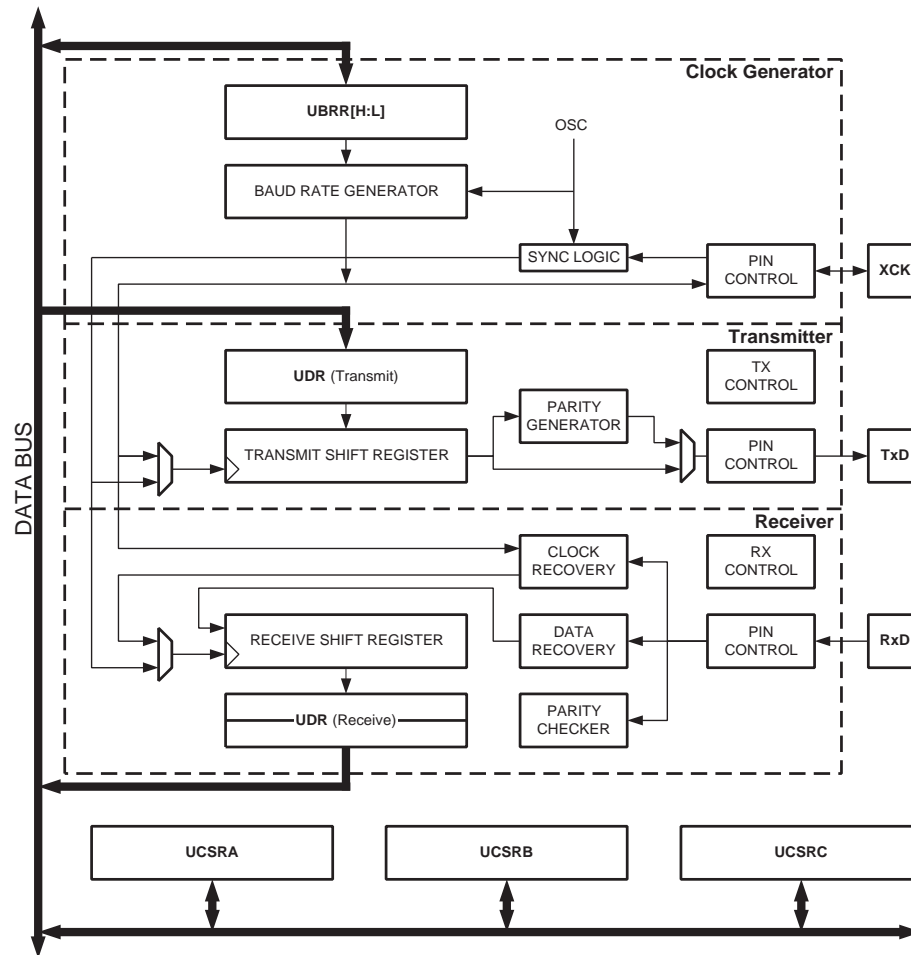 Clock Generator
UBRR[H:L]
OSC
BAUD RATE GENERATOR
SYNC LOGIC
PIN
CONTROL
XCK
Transmitter
UDR (Transmit)
TX
CONTROL
PARITY
GENERATOR
TRANSMIT SHIFT REGISTER
PIN
CONTROL
TxD
DATA BUS
Receiver
CLOCK
RECOVERY
RX
CONTROL
RECEIVE SHIFT REGISTER
DATA
RECOVERY
PIN
CONTROL
RxD
UDR (Receive)
PARITY
CHECKER
UCSRA
UCSRB
UCSRC